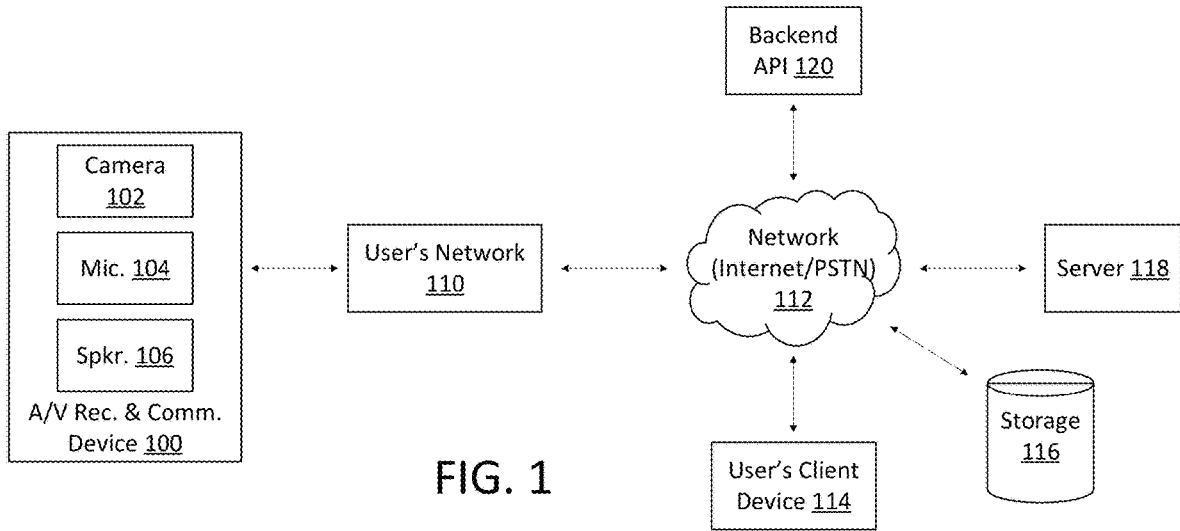 Backend
API 120
Camera
102
Mic. 104
Spkr. 106
A/V Rec. & Comm.
Device 100
User's Network
110
Network
(Internet/PSTN)
112
Server 118
Storage
116
User's Client
Device 114
FIG. 1